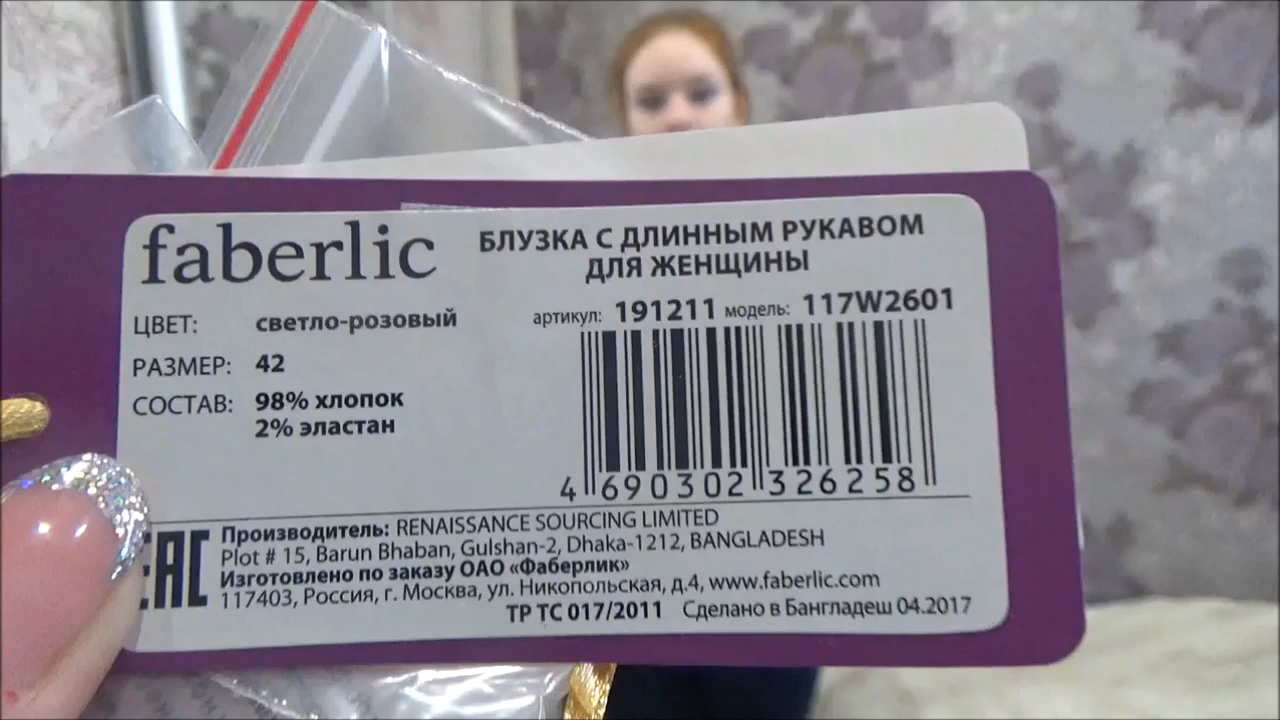 faberlic
БЛУЗКА С ДЛИННЫМ РУКАВОМ
ДЛЯ ЖЕНЩИНЫ
артикул: 191211 модель: 117W2601
ЦВЕТ: светло-розовый
РАЗМЕР: 42
СОСТАВ: 98% хлопок
2% эластан
4 690302 326258
EAC
Производитель: RENAISSANCE SOURCING LIMITED
Plot # 15, Barun Bhaban, Gulshan-2, Dhaka-1212, BANGLADESH
Изготовлено по заказу ОАО «Фаберлик»
117403, Россия, г. Москва, ул. Никопольская, д.4, www.faberlic.com
ТР ТС 017/2011 Сделано в Бангладеш 04.2017